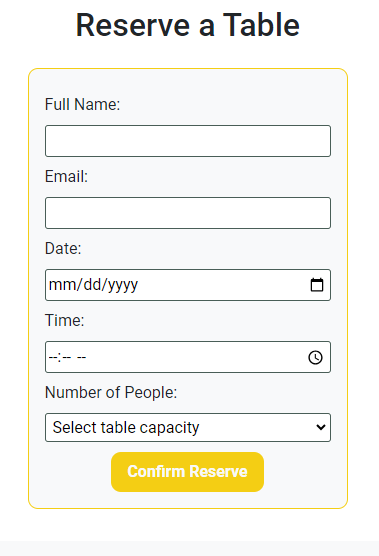 Reserve a Table
Full Name:
Email:
Date:
mm/dd/yyyy
Time:
--:-- --
Number of People:
Select table capacity
Confirm Reserve